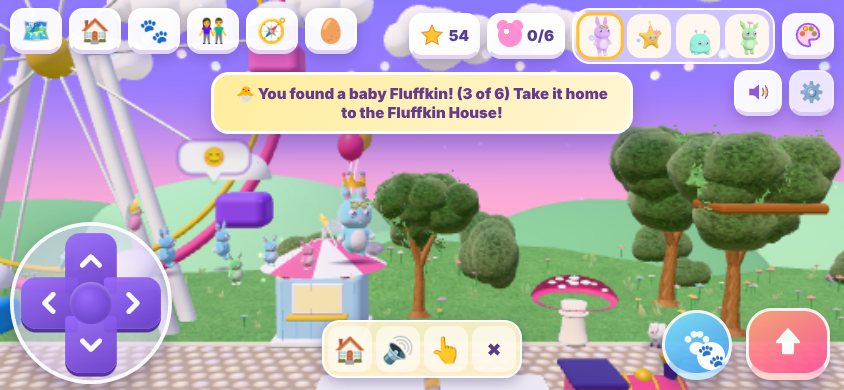 54
0/6
🐣 You found a baby Fluffkin! (3 of 6) Take it home
to the Fluffkin House!